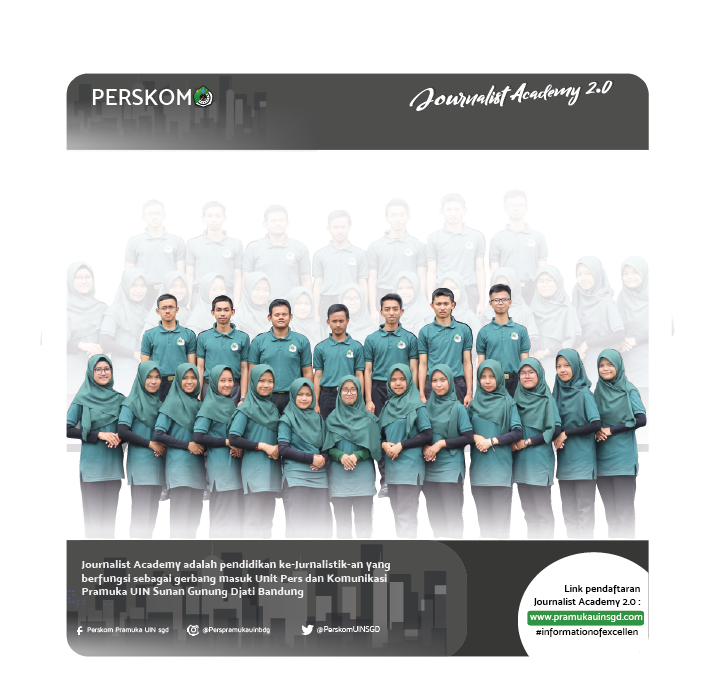 PERSKOM
Journalist Academy 2.0
Journalist Academy adalah pendidikan ke-Jurnalistik-an yang
berfungsi sebagai gerbang masuk Unit Pers dan Komunikasi
Pramuka UIN Sunan Gunung Djati Bandung
Perskom Pramuka UIN sgd
@Perspramukauinbdg
@PerskomUINSGD
Link pendaftaran
Journalist Academy 2.0 :
www.pramukauinsgd.com
#informationofexcellen